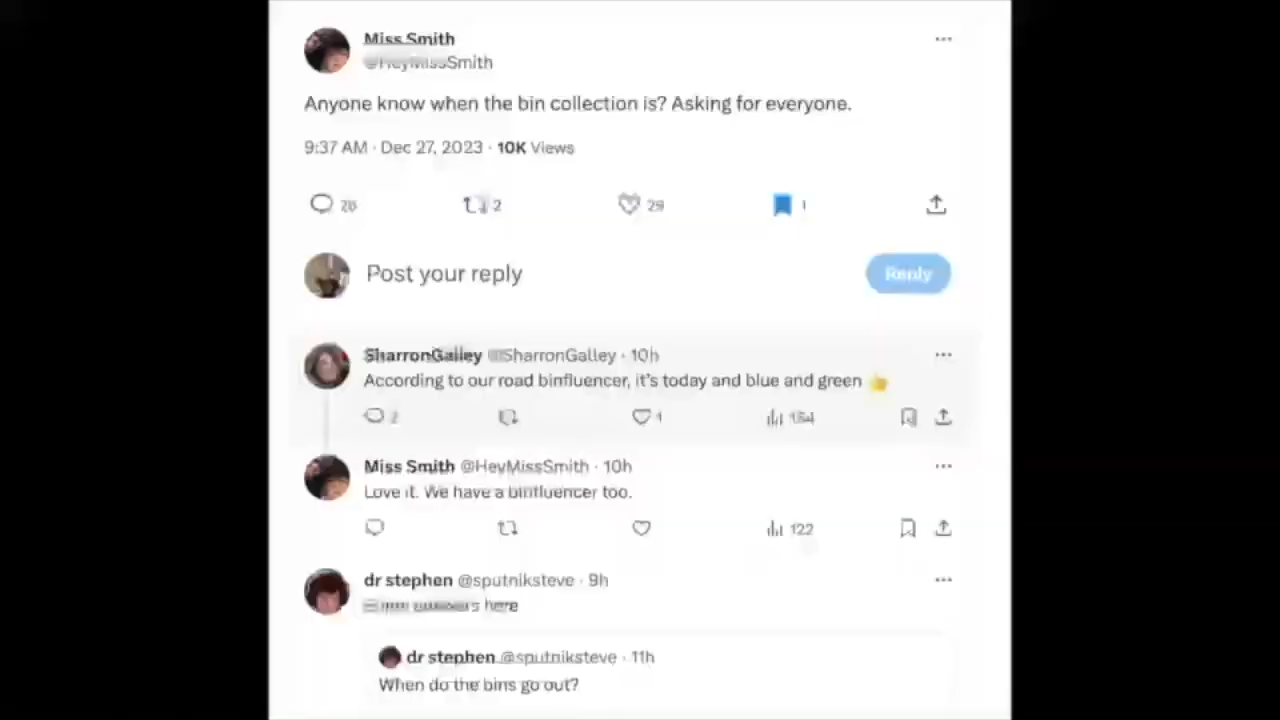 Miss Smith
@HeyMissSmith
Anyone know when the bin collection is? Asking for everyone.
9:37 AM · Dec 27, 2023 · 10K Views
2 29 1
Post your reply
Reply
SharronGalley @SharronGalley · 10h
According to our road binfluencer, it's today and blue and green 👍
2 1 154
Miss Smith @HeyMissSmith · 10h
Love it. We have a binfluencer too.
122
dr stephen @sputniksteve · 9h
here
dr stephen @sputniksteve · 11h
When do the bins go out?